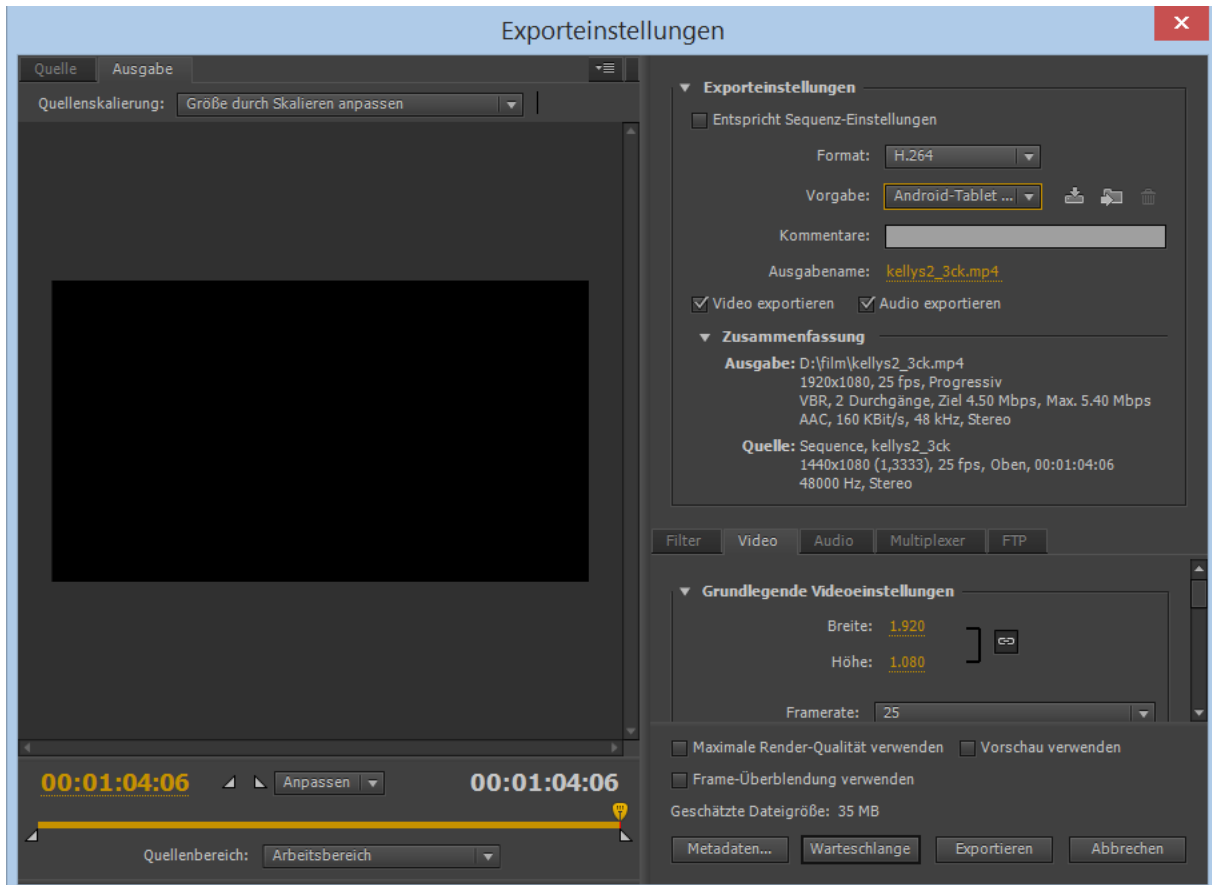 Exporteinstellungen
Quelle Ausgabe
Quellenskalierung: Größe durch Skalieren anpassen
Exporteinstellungen
Entspricht Sequenz-Einstellungen
Format: H.264
Vorgabe: Android-Tablet ...
Kommentare:
Ausgabename: kellys2_3ck.mp4
Video exportieren Audio exportieren
Zusammenfassung
Ausgabe: D:\film\kellys2_3ck.mp4
1920x1080, 25 fps, Progressiv
VBR, 2 Durchgänge, Ziel 4.50 Mbps, Max. 5.40 Mbps
AAC, 160 KBit/s, 48 kHz, Stereo
Quelle: Sequence, kellys2_3ck
1440x1080 (1,3333), 25 fps, Oben, 00:01:04:06
48000 Hz, Stereo
Filter Video Audio Multiplexer FTP
Grundlegende Videoeinstellungen
Breite: 1.920
Höhe: 1.080
Framerate: 25
Maximale Render-Qualität verwenden Vorschau verwenden
Frame-Überblendung verwenden
Geschätzte Dateigröße: 35 MB
Metadaten... Warteschlange Exportieren Abbrechen
00:01:04:06 Anpassen 00:01:04:06
Quellenbereich: Arbeitsbereich